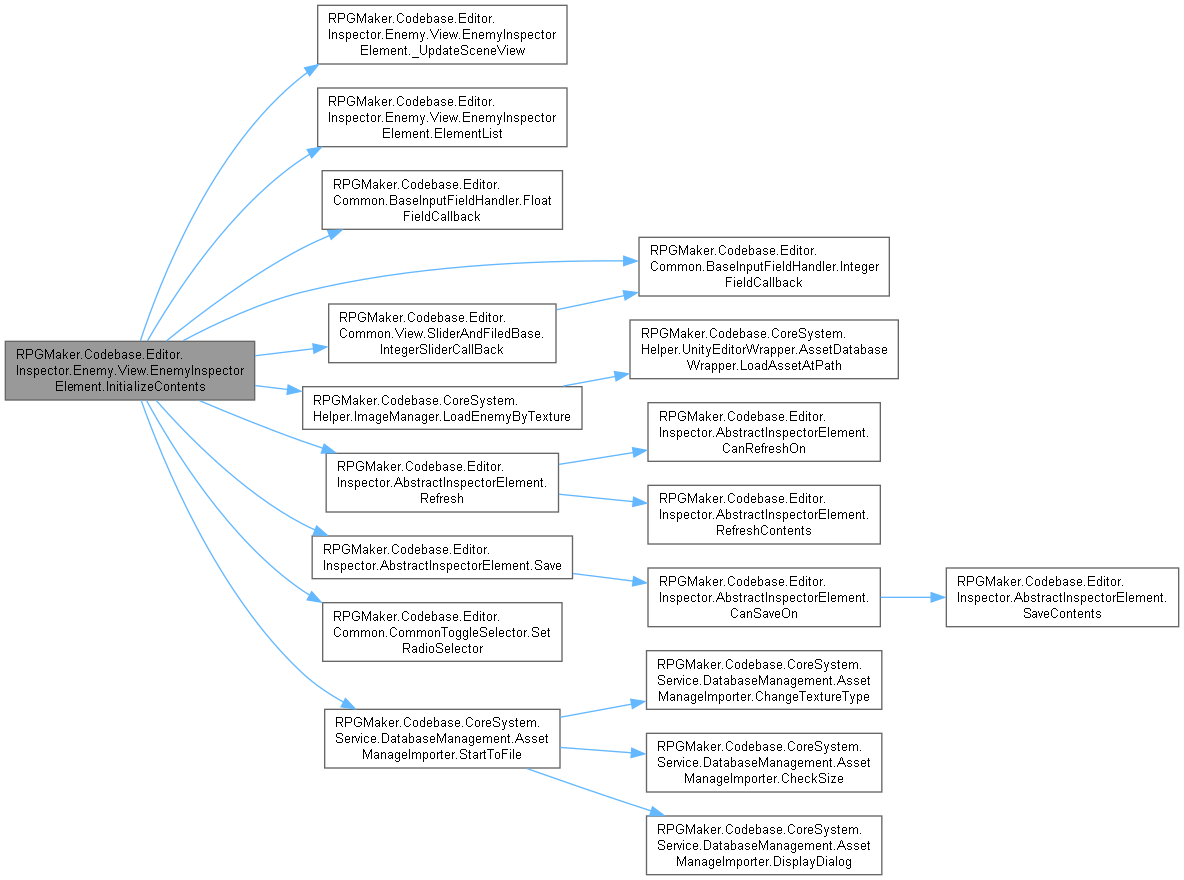 RPGMaker.Codebase.Editor.
Inspector.Enemy.View.EnemyInspector
Element._UpdateSceneView
RPGMaker.Codebase.Editor.
Inspector.Enemy.View.EnemyInspector
Element.ElementList
RPGMaker.Codebase.Editor.
Common.BaseInputFieldHandler.Float
FieldCallback
RPGMaker.Codebase.Editor.
Common.BaseInputFieldHandler.Integer
FieldCallback
RPGMaker.Codebase.Editor.
Common.View.SliderAndFiledBase.
IntegerSliderCallBack
RPGMaker.Codebase.CoreSystem.
Helper.UnityEditorWrapper.AssetDatabase
Wrapper.LoadAssetAtPath
RPGMaker.Codebase.Editor.
Inspector.Enemy.View.EnemyInspector
Element.InitializeContents
RPGMaker.Codebase.CoreSystem.
Helper.ImageManager.LoadEnemyByTexture
RPGMaker.Codebase.Editor.
Inspector.AbstractInspectorElement.
CanRefreshOn
RPGMaker.Codebase.Editor.
Inspector.AbstractInspectorElement.
Refresh
RPGMaker.Codebase.Editor.
Inspector.AbstractInspectorElement.
RefreshContents
RPGMaker.Codebase.Editor.
Inspector.AbstractInspectorElement.Save
RPGMaker.Codebase.Editor.
Inspector.AbstractInspectorElement.
CanSaveOn
RPGMaker.Codebase.Editor.
Inspector.AbstractInspectorElement.
SaveContents
RPGMaker.Codebase.Editor.
Common.CommonToggleSelector.Set
RadioSelector
RPGMaker.Codebase.CoreSystem.
Service.DatabaseManagement.Asset
ManageImporter.ChangeTextureType
RPGMaker.Codebase.CoreSystem.
Service.DatabaseManagement.Asset
ManageImporter.StartToFile
RPGMaker.Codebase.CoreSystem.
Service.DatabaseManagement.Asset
ManageImporter.CheckSize
RPGMaker.Codebase.CoreSystem.
Service.DatabaseManagement.Asset
ManageImporter.DisplayDialog